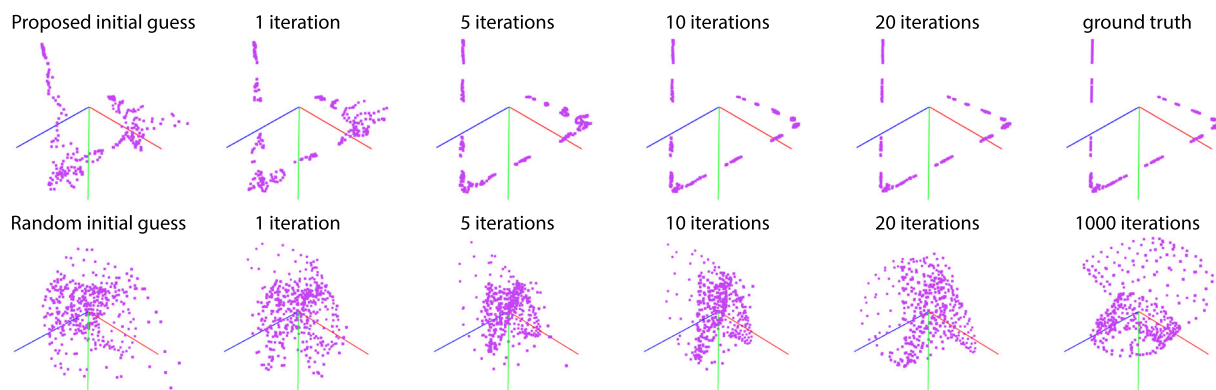 Proposed initial guess 1 iteration 5 iterations 10 iterations 20 iterations ground truth
Random initial guess 1 iteration 5 iterations 10 iterations 20 iterations 1000 iterations